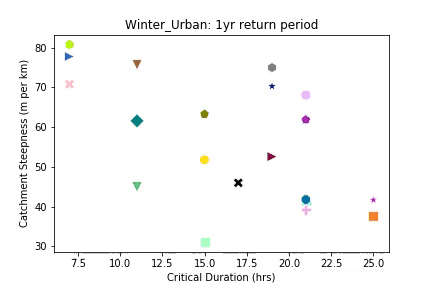 Winter_Urban: 1yr return period
80
70
60
50
40
30
Catchment Steepness (m per km)
7.5 10.0 12.5 15.0 17.5 20.0 22.5 25.0
Critical Duration (hrs)